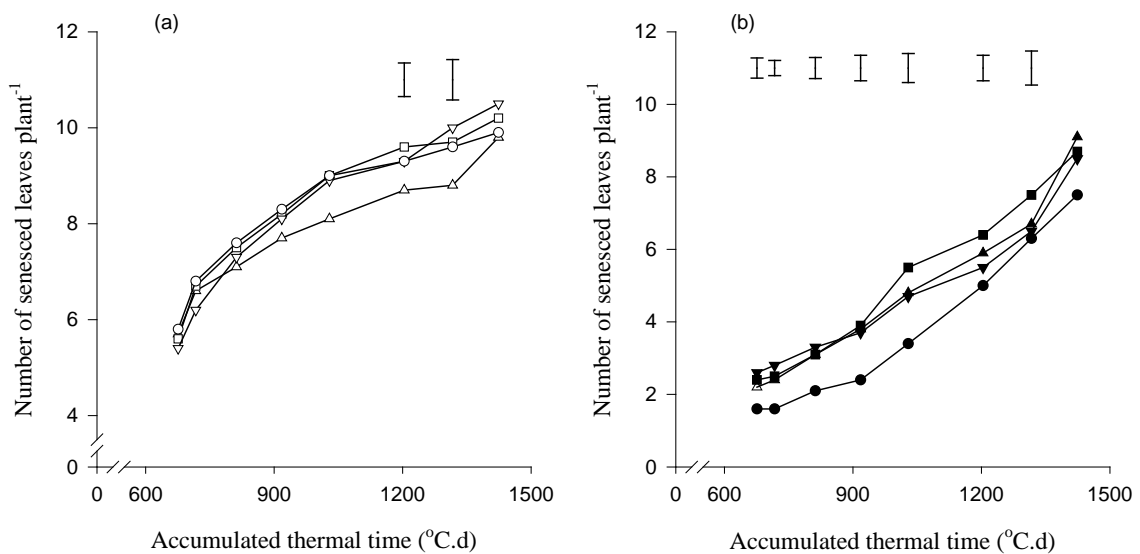 (a)
12
10
8
6
4
0
Number of senesced leaves plant⁻¹
0 600 900 1200 1500
Accumulated thermal time (°C.d)
(b)
12
10
8
6
4
2
0
Number of senesced leaves plant⁻¹
0 600 900 1200 1500
Accumulated thermal time (°C.d)